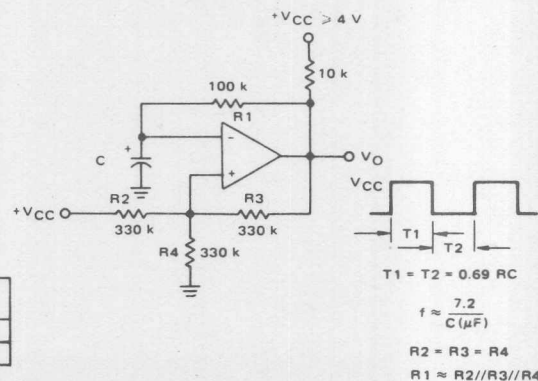 +VCC ⩾ 4 V
10 k
100 k
R1
C
+
-
+
VO
R2
R3
+VCC
330 k
330 k
R4
330 k
VCC
T1
T2
T1 = T2 = 0.69 RC
f ≈ 7.2 / C(μF)
R2 = R3 = R4
R1 ≈ R2//R3//R4